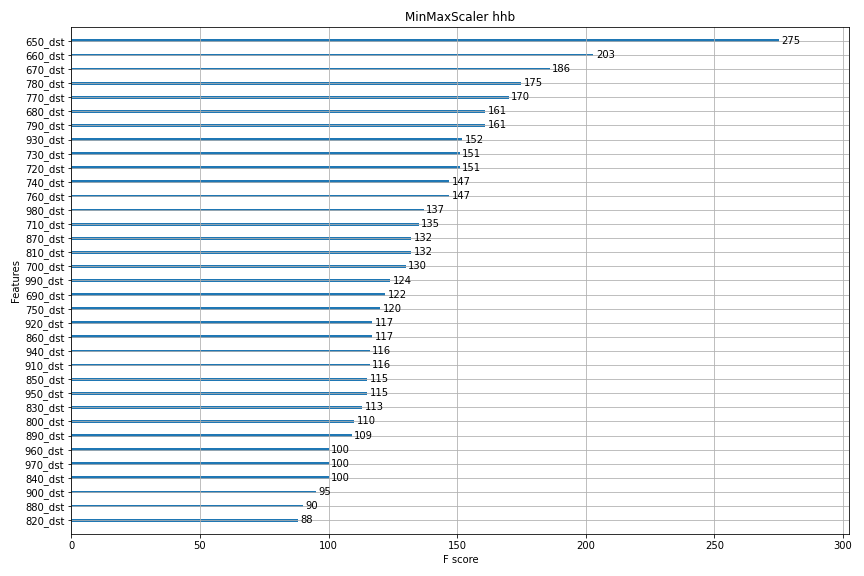 MinMaxScaler hhb
650_dst 275
660_dst 203
670_dst 186
780_dst 175
770_dst 170
680_dst 161
790_dst 161
930_dst 152
730_dst 151
720_dst 151
740_dst 147
760_dst 147
980_dst 137
710_dst 135
870_dst 132
810_dst 132
700_dst 130
990_dst 124
690_dst 122
750_dst 120
920_dst 117
860_dst 117
940_dst 116
910_dst 116
850_dst 115
950_dst 115
830_dst 113
800_dst 110
890_dst 109
960_dst 100
970_dst 100
840_dst 100
900_dst 95
880_dst 90
820_dst 88
Features
0 50 100 150 200 250 300
F score